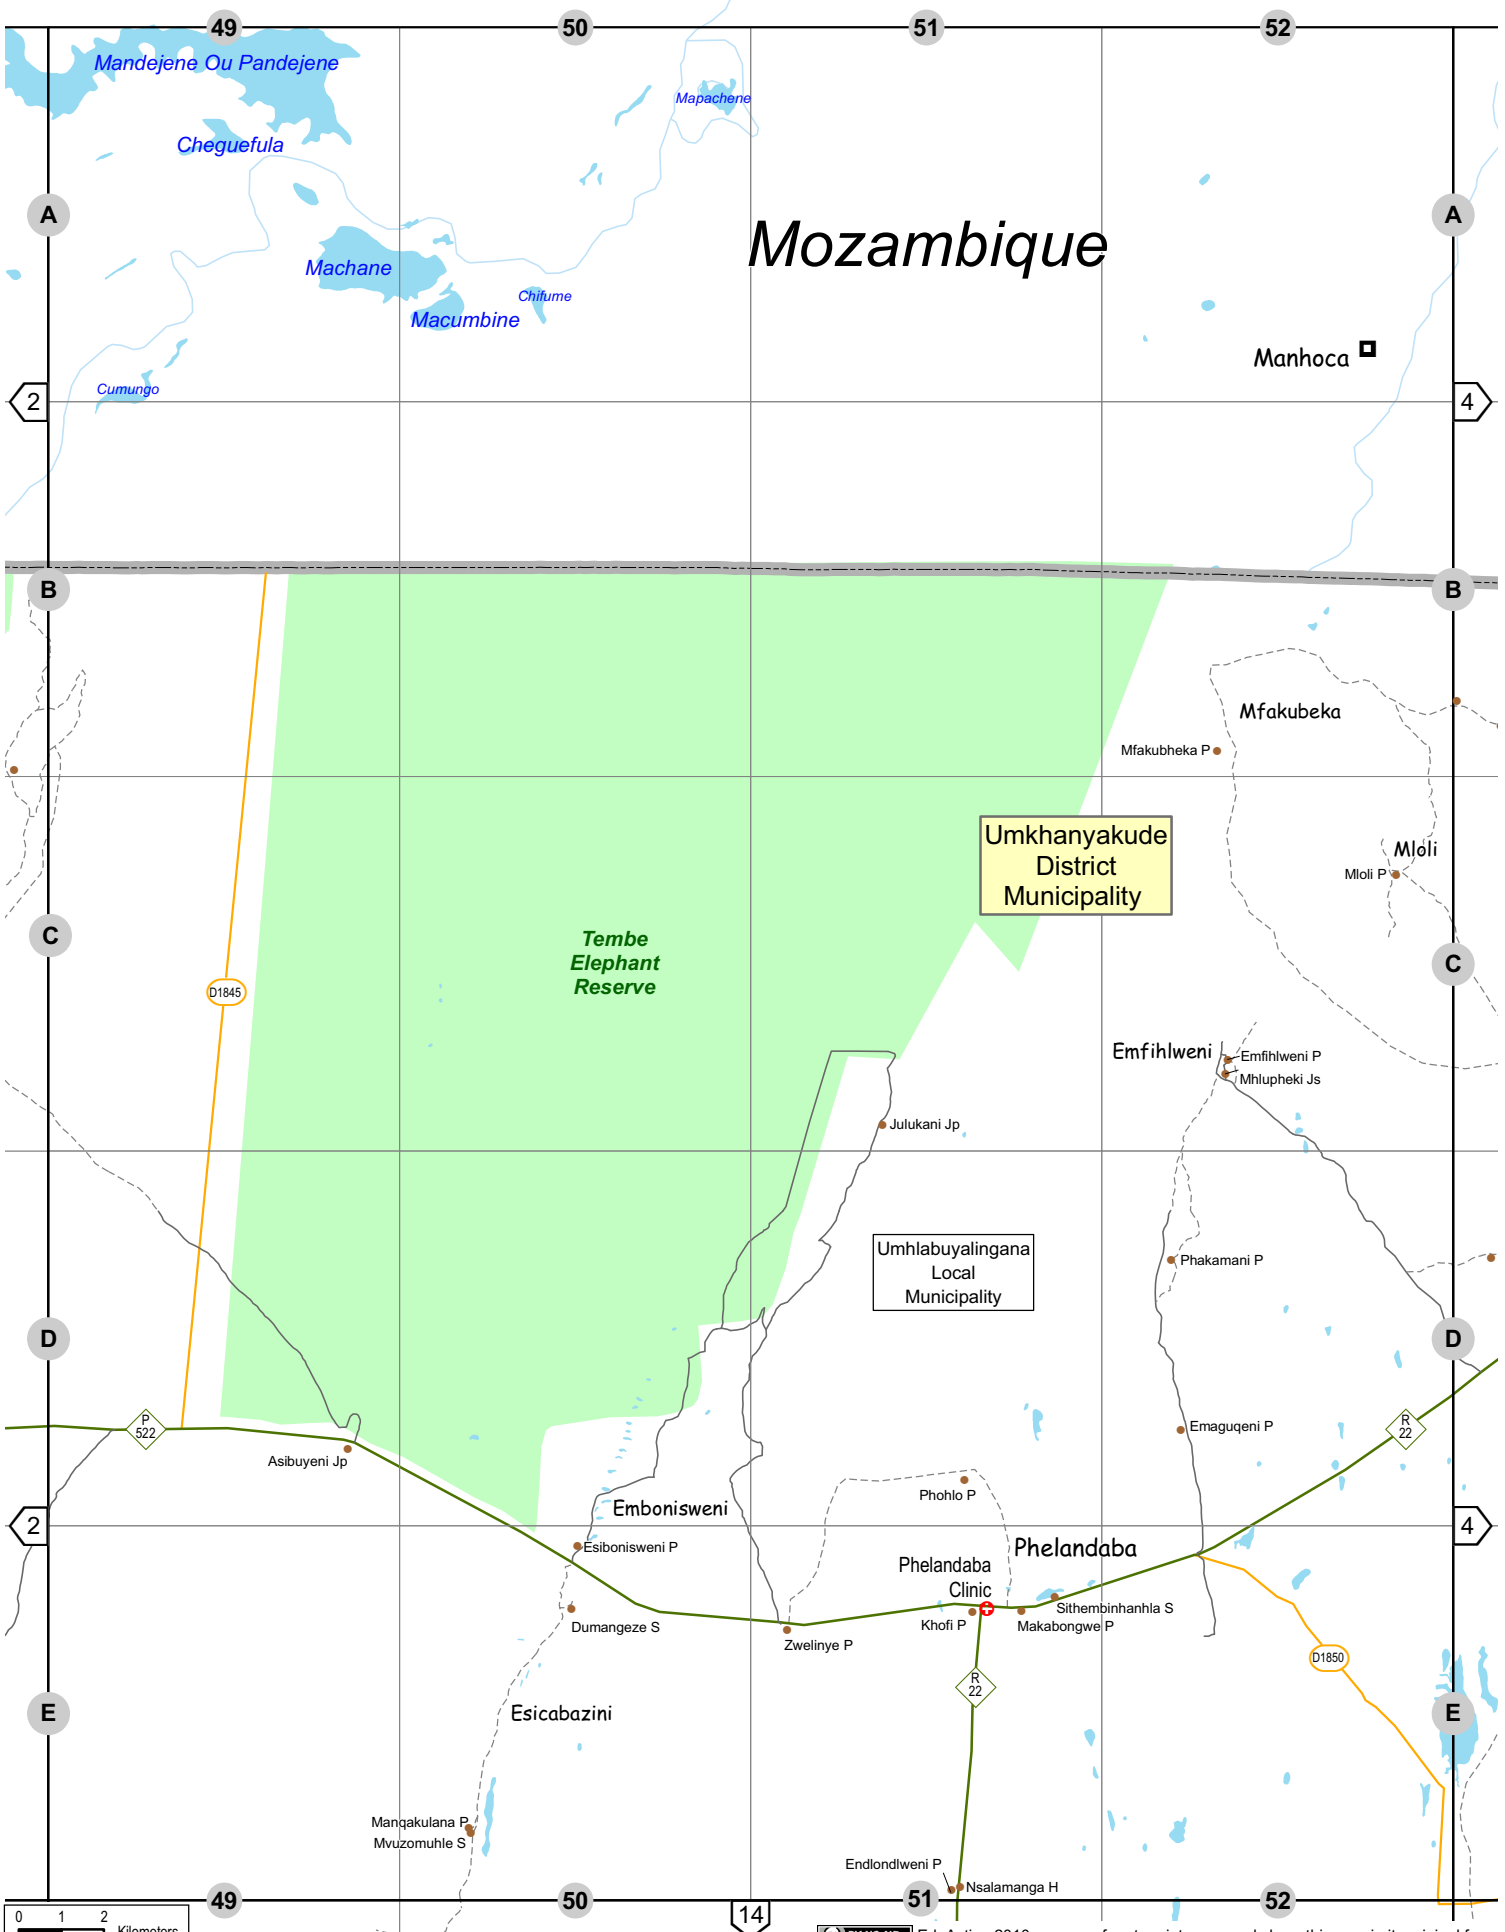 49
50
51
52
Mandejene Ou Pandejene
Mapachene
Cheguefula
A
A
Mozambique
Machane
Chifume
Macumbine
Manhoca
Cumungo
2
4
B
B
Mfakubeka
Mfakubheka P
Umkhanyakude
District
Municipality
Mloli
Mloli P
C
Tembe
Elephant
Reserve
C
D1845
Emfihlweni
Emfihlweni P
Mhlupheki Js
Julukani Jp
Umhlabuyalingana
Local
Municipality
Phakamani P
D
D
P
522
R
22
Emaguqeni P
Asibuyeni Jp
Phohlo P
Embonisweni
2
4
Esibonisweni P
Phelandaba
Phelandaba
Clinic
Sithembinhanhla S
Dumangeze S
Khofi P
Makabongwe P
Zwelinye P
D1850
R
22
E
Esicabazini
E
Manqakulana P
Mvuzomuhle S
Endlondlweni P
Nsalamanga H
49
50
51
52
0 1 2
Kilometers
14